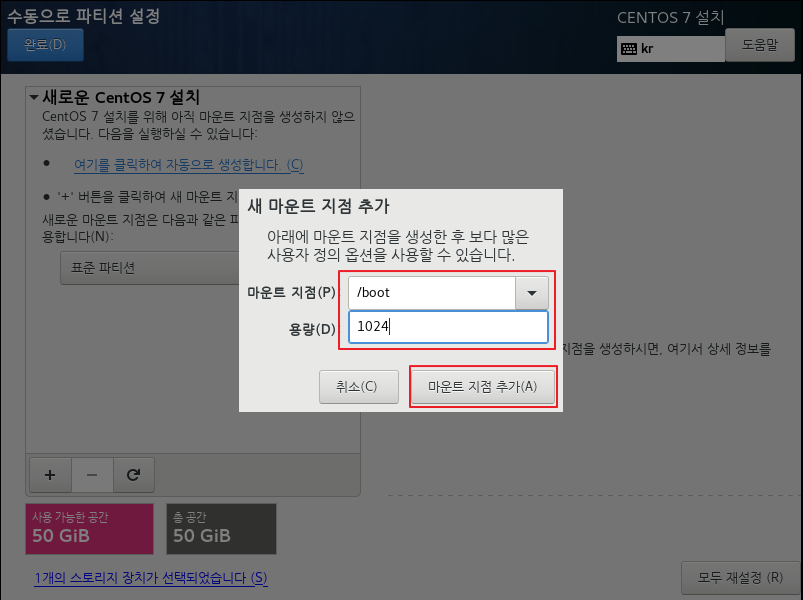 수동으로 파티션 설정
완료(D)
CENTOS 7 설치
kr
도움말
새로운 CentOS 7 설치
CentOS 7 설치를 위해 아직 마운트 지점을 생성하지 않으
셨습니다. 다음을 실행하실 수 있습니다:
• 여기를 클릭하여 자동으로 생성합니다. (C)
• '+' 버튼을 클릭하여 새 마운트 지
새로운 마운트 지점은 다음과 같은 파
용합니다(N):
표준 파티션
새 마운트 지점 추가
아래에 마운트 지점을 생성한 후 보다 많은
사용자 정의 옵션을 사용할 수 있습니다.
마운트 지점(P)
/boot
용량(D)
1024
취소(C)
마운트 지점 추가(A)
지점을 생성하시면, 여기서 상세 정보를
+
−
사용 가능한 공간
50 GiB
총 공간
50 GiB
1개의 스토리지 장치가 선택되었습니다 (S)
모두 재설정 (R)